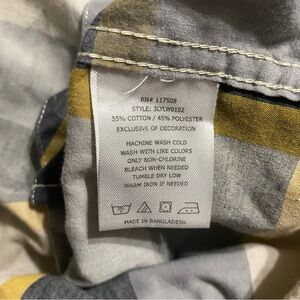 RN# 117508
STYLE: JLYLW0102
55% COTTON / 45% POLYESTER
EXCLUSIVE OF DECORATION
MACHINE WASH COLD
WASH WITH LIKE COLORS
ONLY NON-CHLORINE
BLEACH WHEN NEEDED
TUMBLE DRY LOW
WARM IRON IF NEEDED
MADE IN BANGLADESH